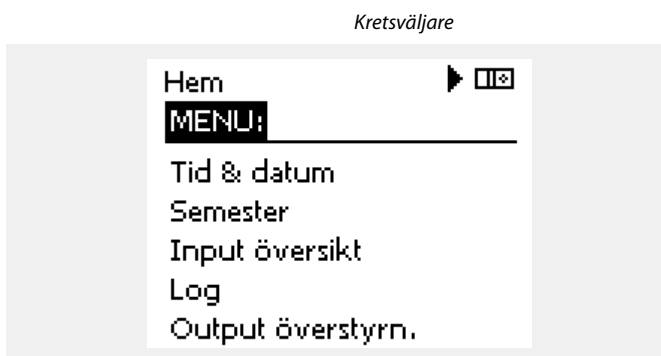 Kretsväljare
Hem
MENU:
Tid & datum
Semester
Input översikt
Log
Output överstyrn.